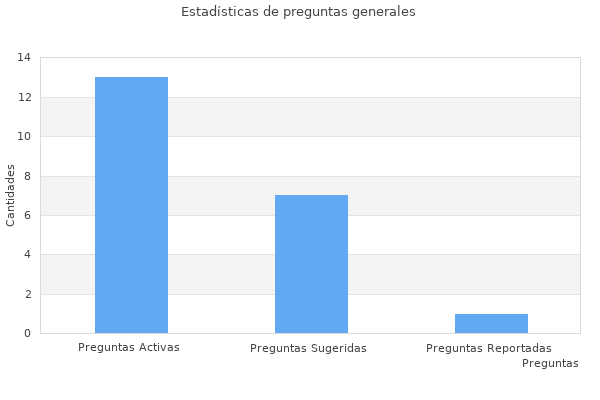 Estadísticas de preguntas generales
14
12
10
8
6
4
2
0
Cantidades
Preguntas Activas
Preguntas Sugeridas
Preguntas Reportadas
Preguntas